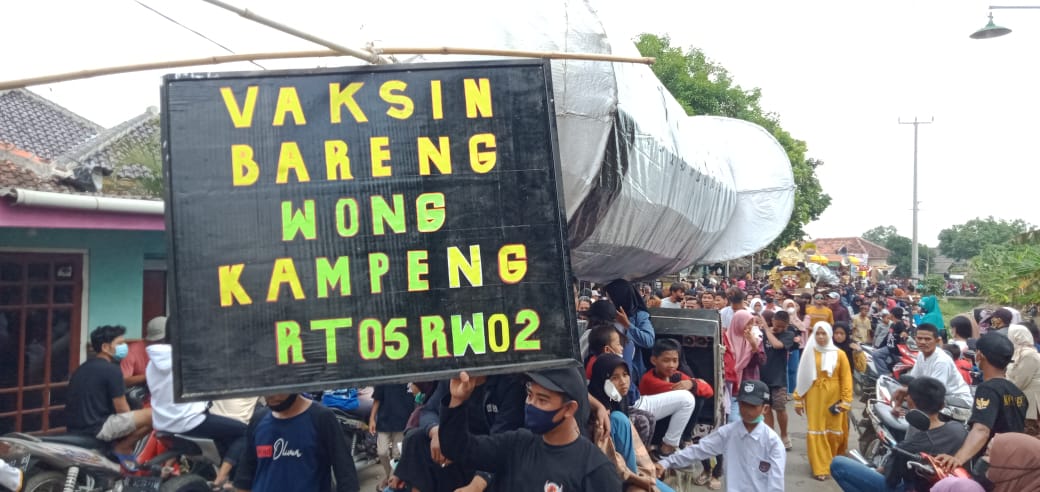 VAKSIN
BARENG
WONG
KAMPENG
RT05RW02